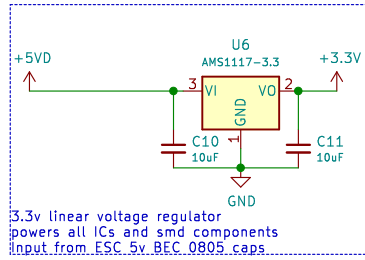 U6
+5VD
AMS1117-3.3
+3.3V
3 VI VO 2
GND
1
C10
10uF
C11
10uF
GND
3.3v linear voltage regulator
powers all ICs and smd components
Input from ESC 5v BEC 0805 caps